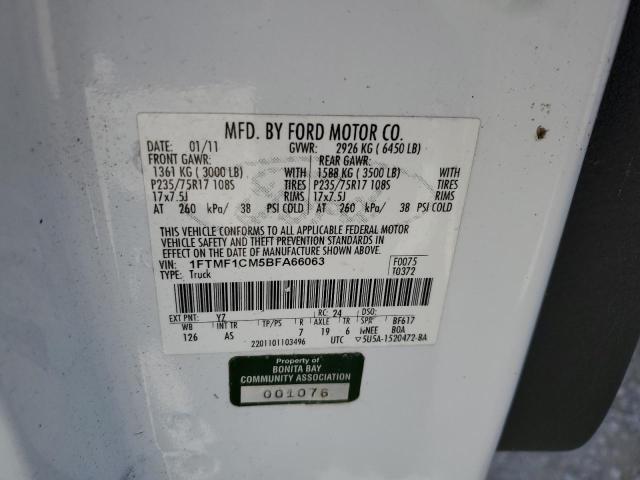 MFD. BY FORD MOTOR CO.
DATE: 01/11 GVWR: 2926 KG ( 6450 LB)
FRONT GAWR: REAR GAWR:
1361 KG ( 3000 LB) WITH 1588 KG ( 3500 LB) WITH
P235/75R17 108S TIRES P235/75R17 108S TIRES
17x7.5J RIMS 17x7.5J RIMS
AT 260 kPa/ 38 PSI COLD AT 260 kPa/ 38 PSI COLD
THIS VEHICLE CONFORMS TO ALL APPLICABLE FEDERAL MOTOR
VEHICLE SAFETY AND THEFT PREVENTION STANDARDS IN
EFFECT ON THE DATE OF MANUFACTURE SHOWN ABOVE.
VIN: 1FTMF1CM5BFA66063 F0075
TYPE: Truck T0372
EXT PNT: Y7 RC: 24 DSO:
WB INT TR TP/PS R AXLE TR SPR BF617
126 AS 7 19 6 NEE BOA
2201101103496 UTC 5U5A-1520472-BA
Property of
BONITA BAY
COMMUNITY ASSOCIATION
001076